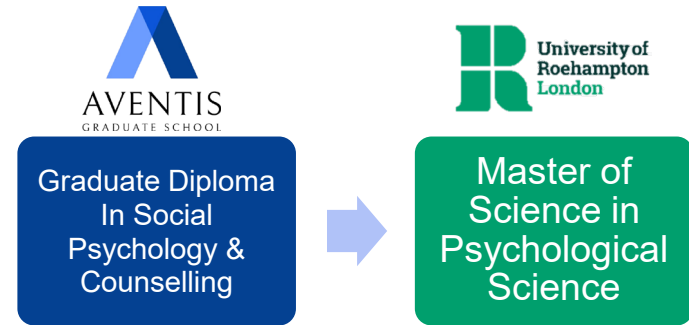 AVENTIS
GRADUATE SCHOOL
Graduate Diploma
In Social
Psychology &
Counselling
University of
Roehampton
London
Master of
Science in
Psychological
Science